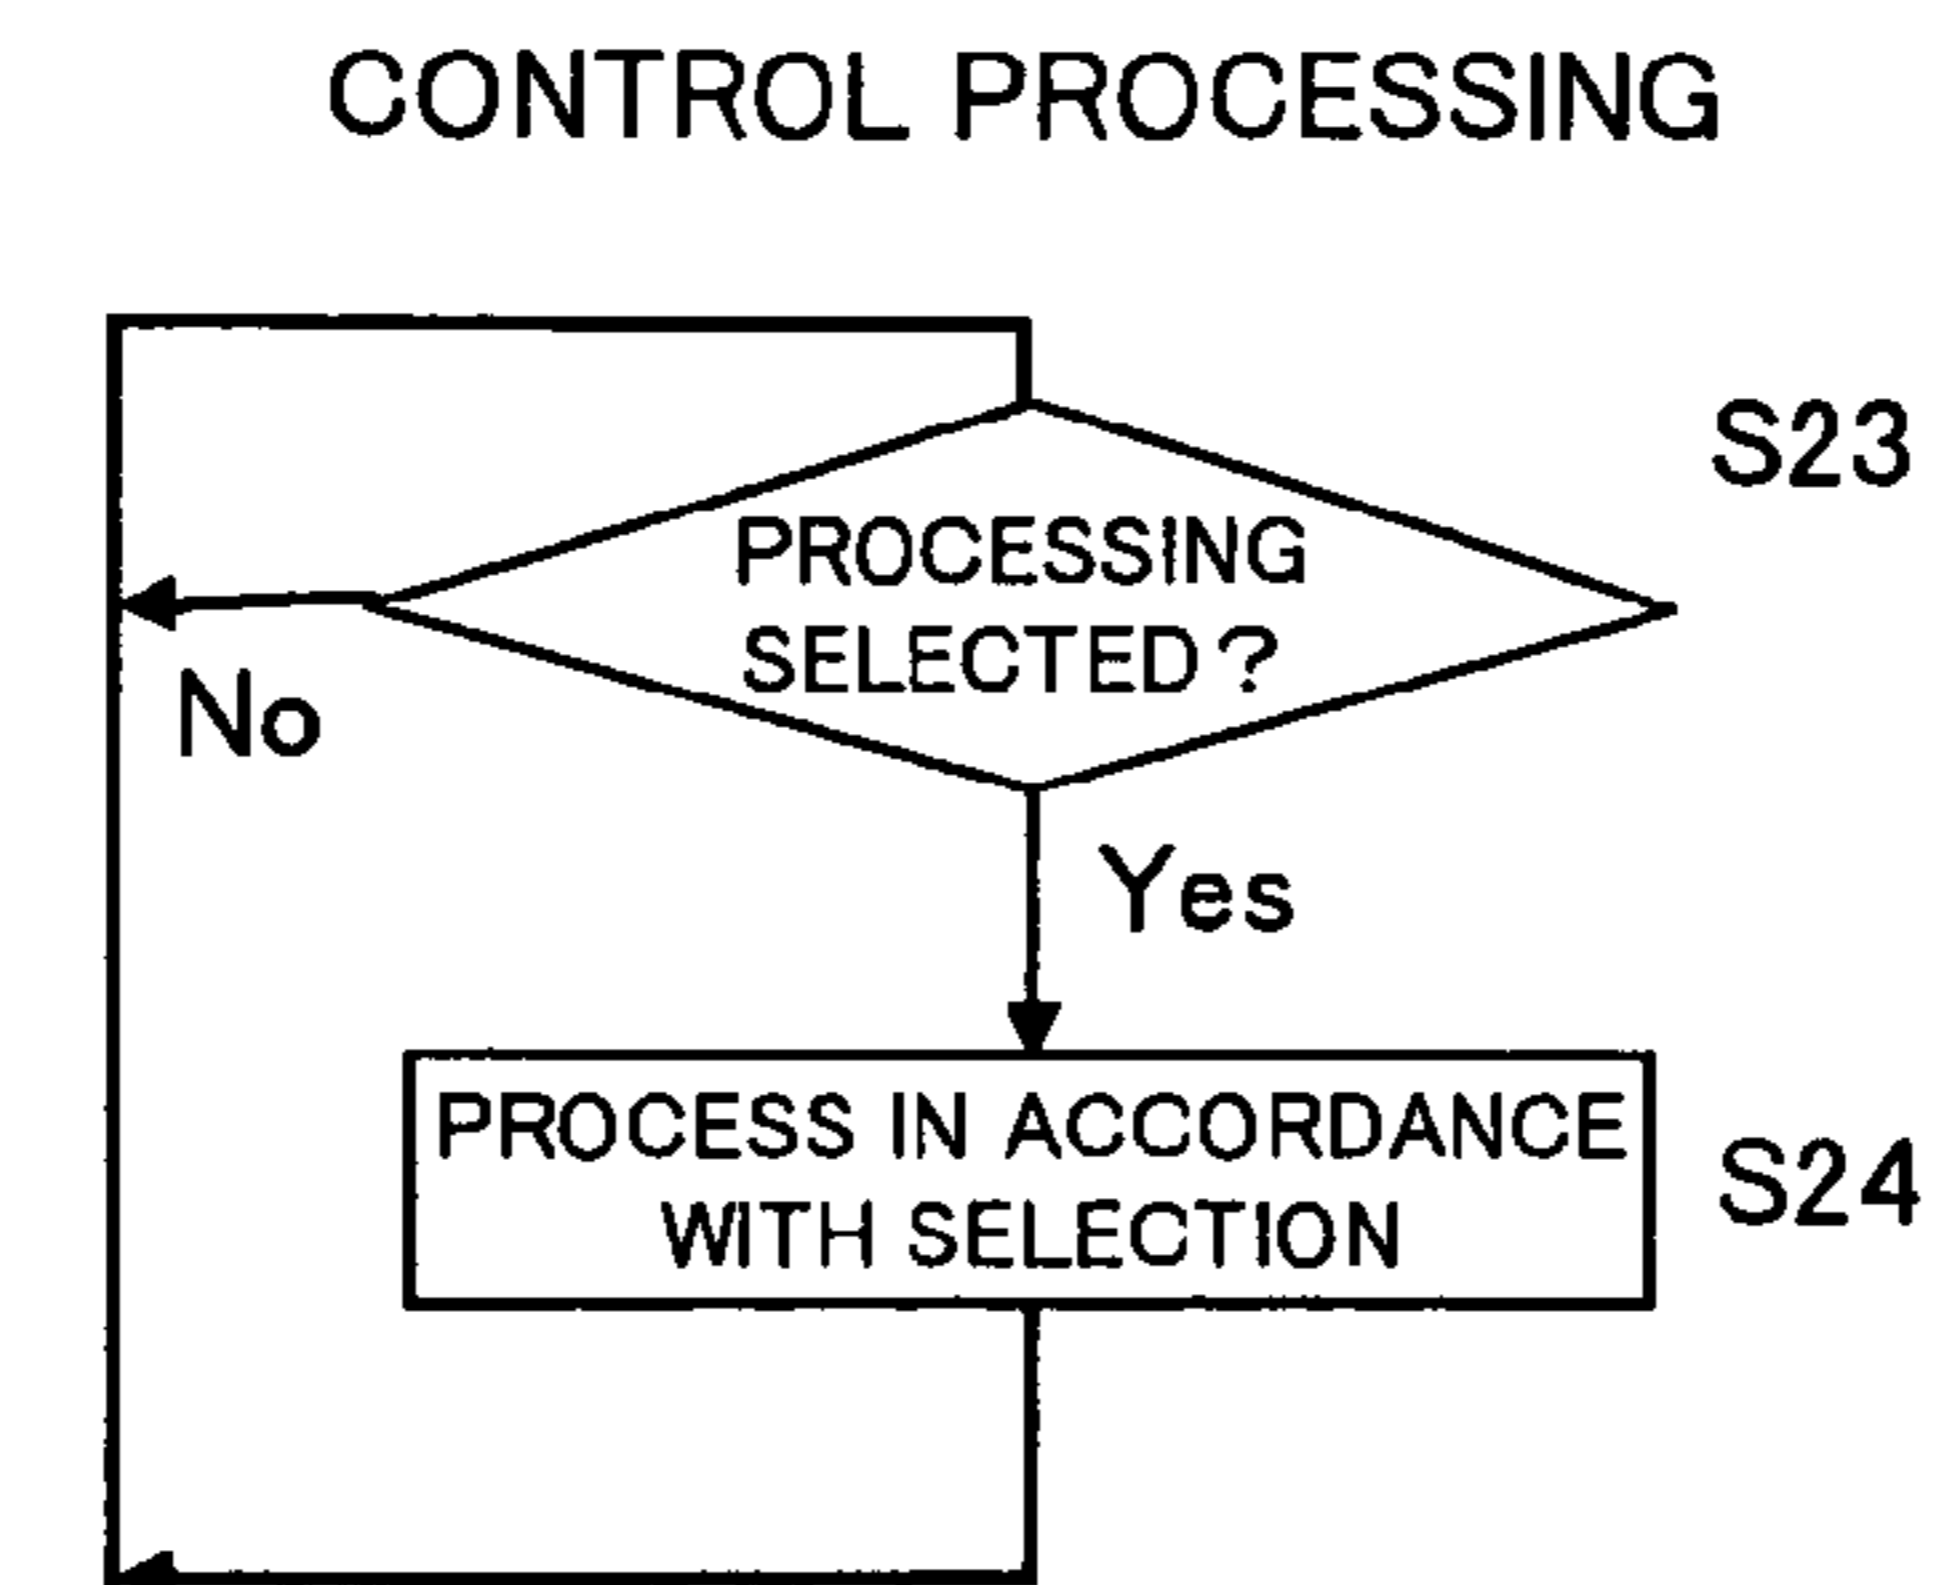 CONTROL PROCESSING
S23
PROCESSING
SELECTED?
No
Yes
PROCESS IN ACCORDANCE
WITH SELECTION
S24